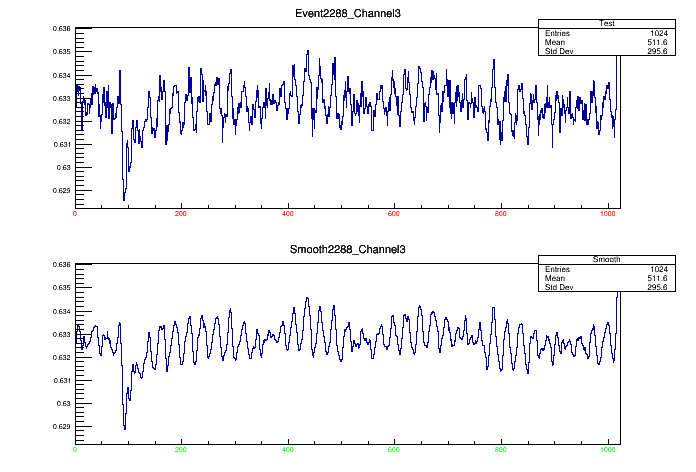 Event2288_Channel3
Test
Entries 1024
Mean 511.6
Std Dev 295.6
0.636
0.635
0.634
0.633
0.632
0.631
0.63
0.629
0 200 400 600 800 1000
Smooth2288_Channel3
Smooth
Entries 1024
Mean 511.6
Std Dev 295.6
0.636
0.635
0.634
0.633
0.632
0.631
0.63
0.629
0 200 400 600 800 1000